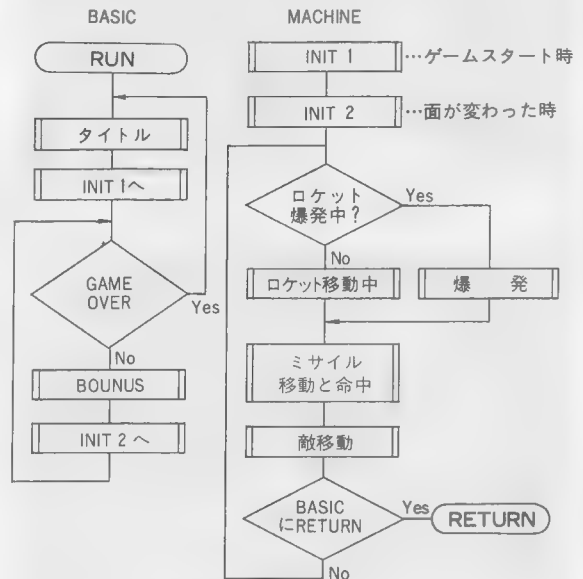 BASIC
RUN
タイトル
INIT 1へ
GAME
OVER
Yes
No
BOUNUS
INIT 2 へ
MACHINE
INIT 1
…ゲームスタート時
INIT 2
…面が変わった時
ロケット
爆発中?
Yes
No
ロケット移動中
爆 発
ミサイル
移動と命中
敵移動
BASIC
にRETURN
Yes
RETURN
No